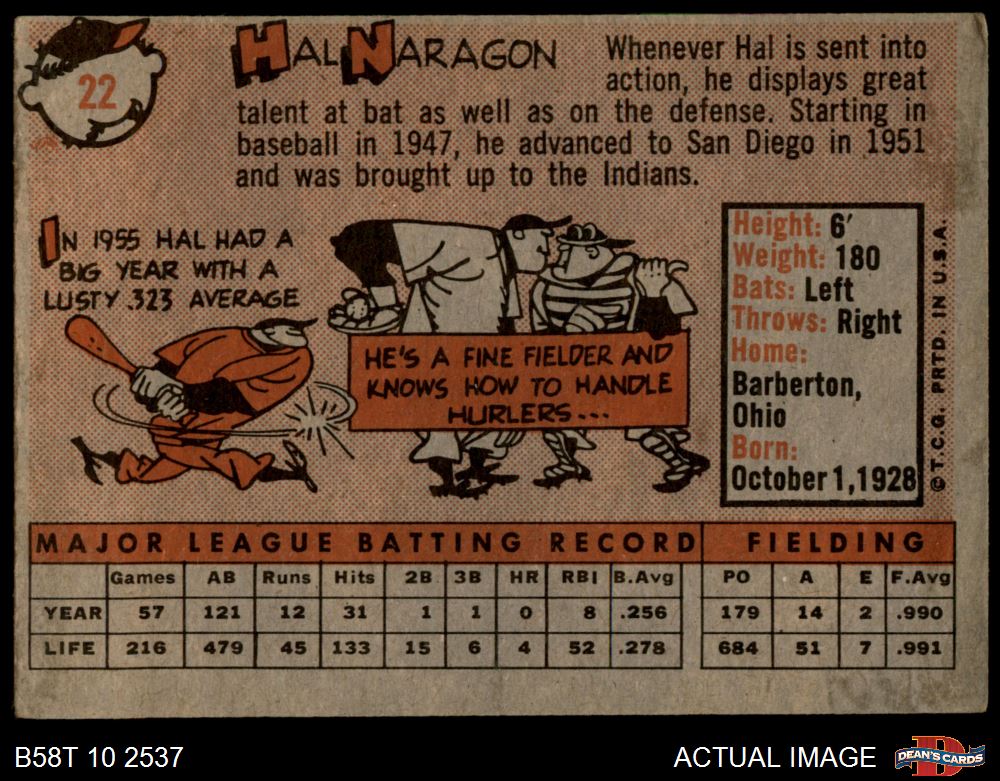 22
HAL NARAGON
Whenever Hal is sent into
action, he displays great
talent at bat as well as on the defense. Starting in
baseball in 1947, he advanced to San Diego in 1951
and was brought up to the Indians.
IN 1955 HAL HAD A
BIG YEAR WITH A
LUSTY .323 AVERAGE
HE'S A FINE FIELDER AND
KNOWS HOW TO HANDLE
HURLERS...
Height: 6'
Weight: 180
Bats: Left
Throws: Right
Home:
Barberton,
Ohio
Born:
October 1, 1928
© T.C.G. PRTD. IN U.S.A.
MAJOR LEAGUE BATTING RECORD FIELDING
Games AB Runs Hits 2B 3B HR RBI B.Avg PO A E F.Avg
YEAR 57 121 12 31 1 1 0 8 .256 179 14 2 .990
LIFE 216 479 45 133 15 6 4 52 .278 684 51 7 .991
B58T 10 2537
ACTUAL IMAGE
D
DEAN'S CARDS